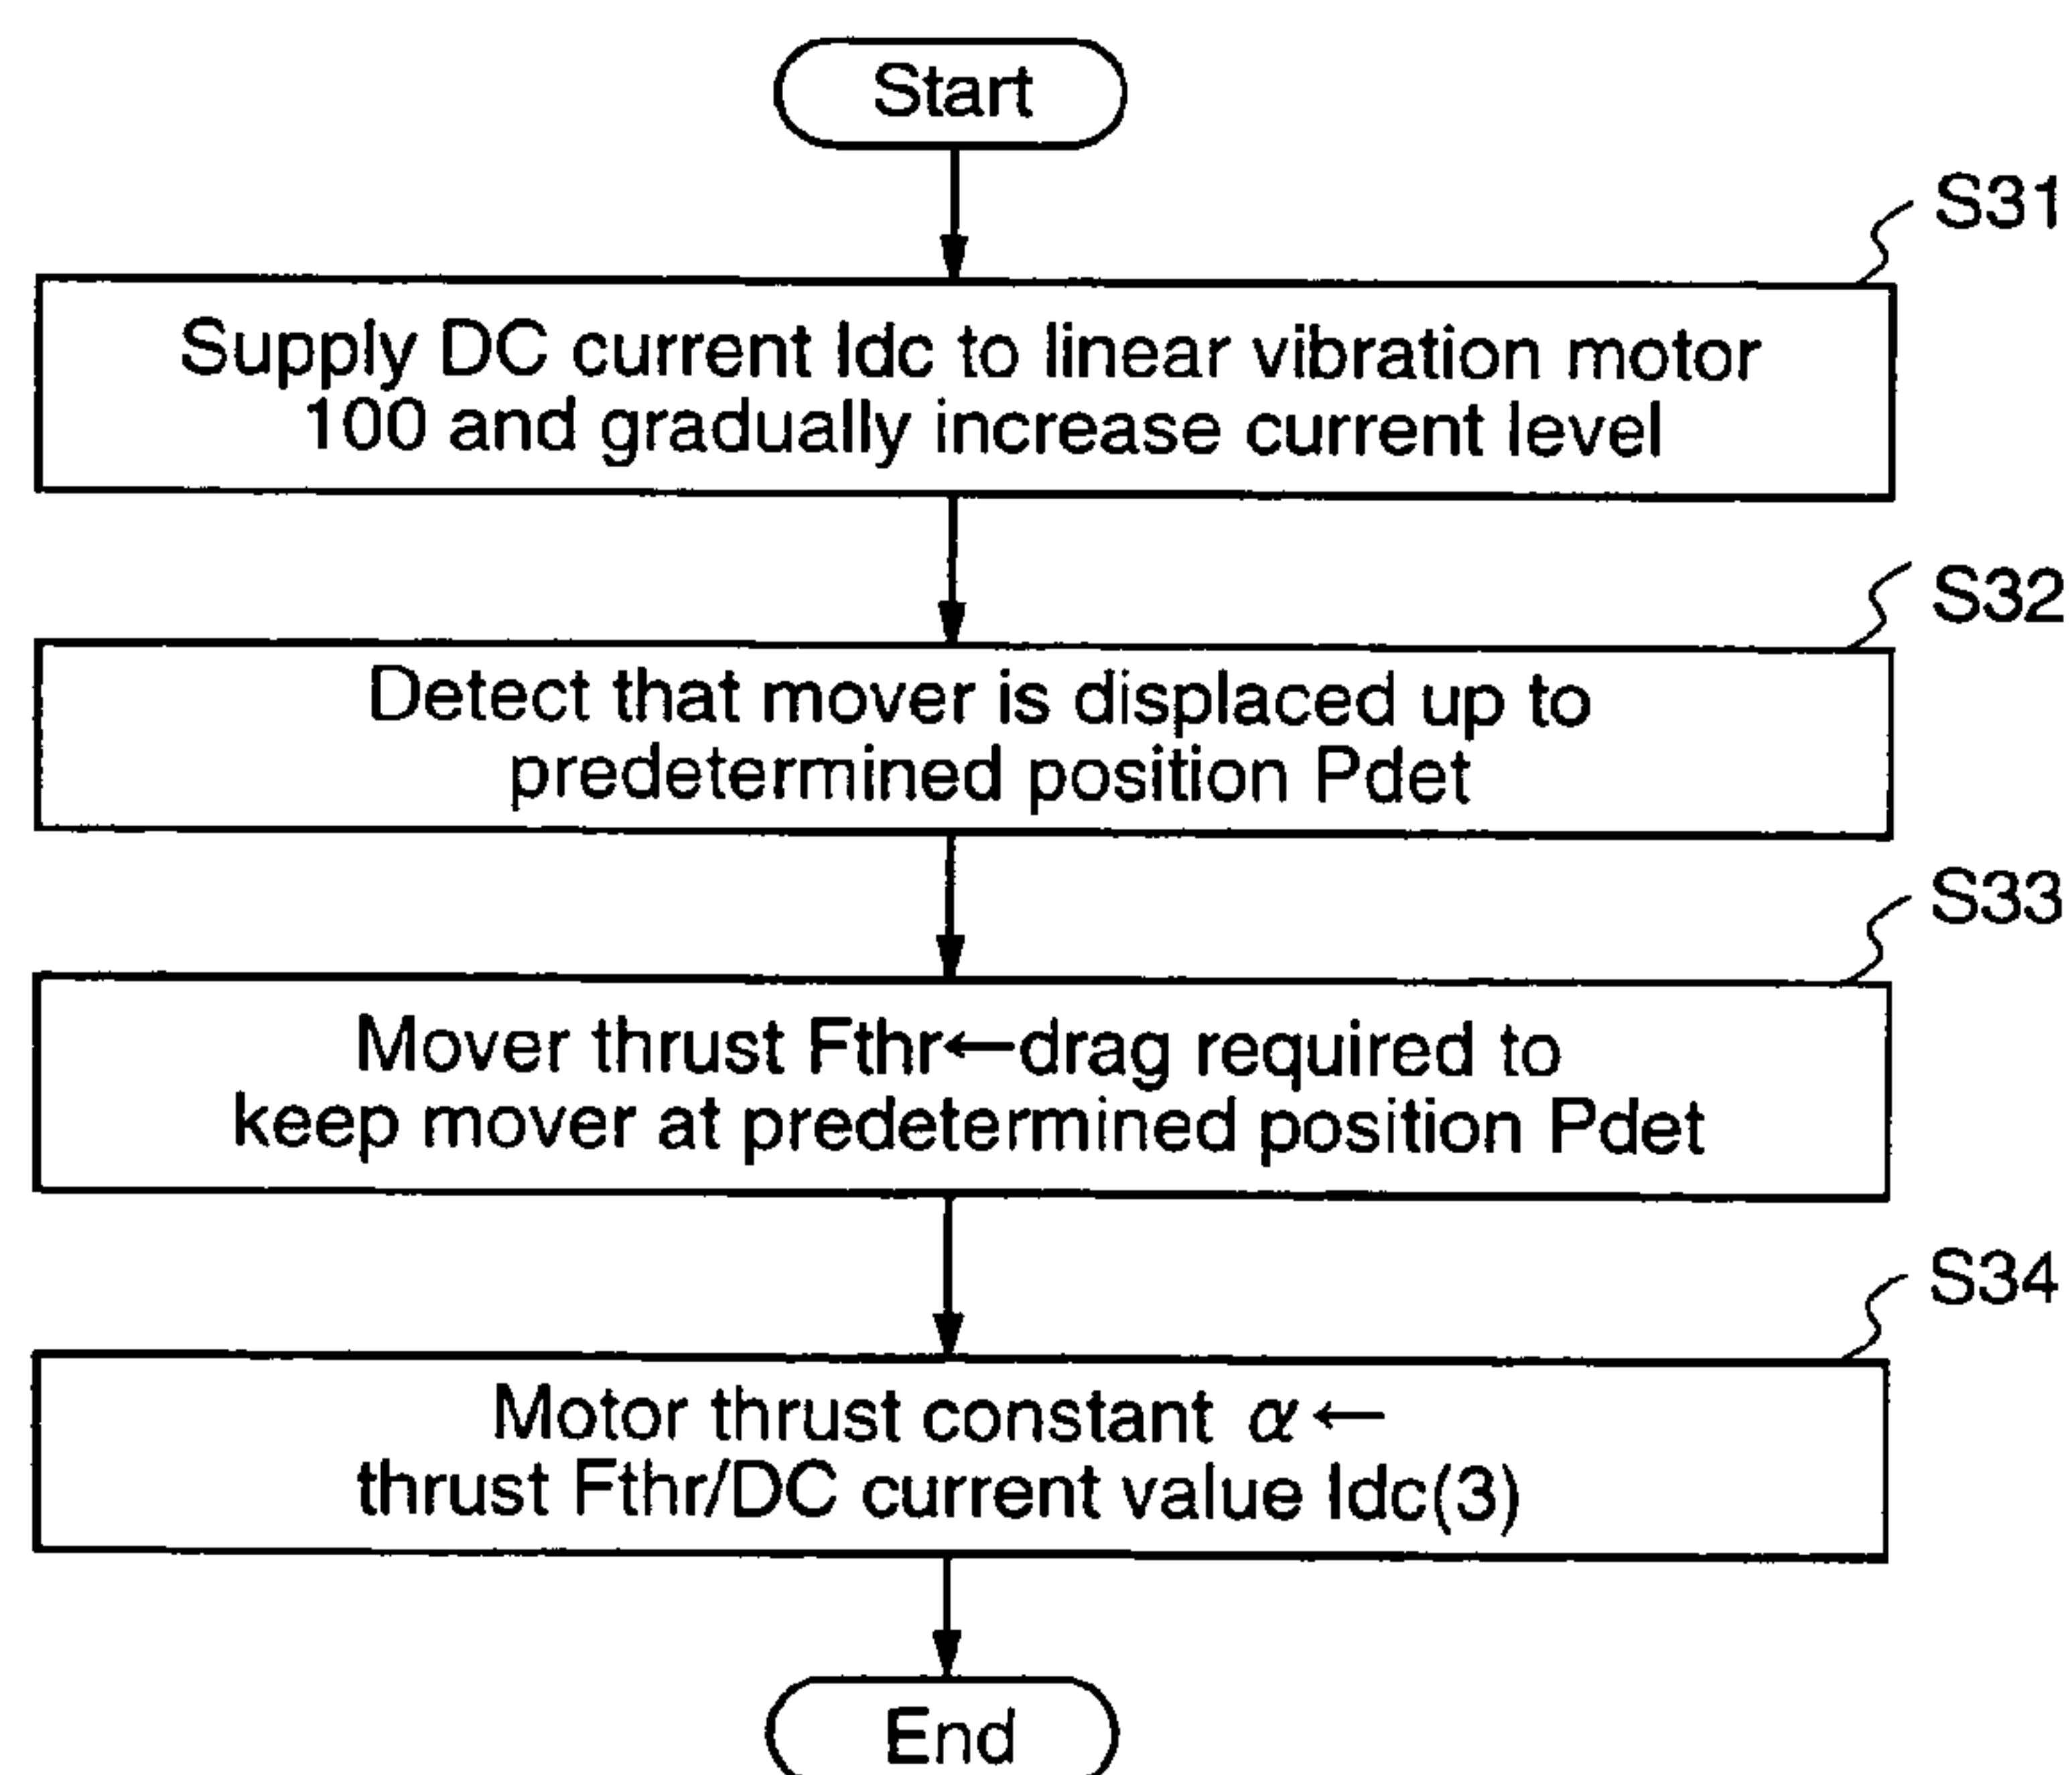 Start
S31
Supply DC current Idc to linear vibration motor
100 and gradually increase current level
S32
Detect that mover is displaced up to
predetermined position Pdet
S33
Mover thrust Fthr←drag required to
keep mover at predetermined position Pdet
S34
Motor thrust constant α←
thrust Fthr/DC current value Idc(3)
End